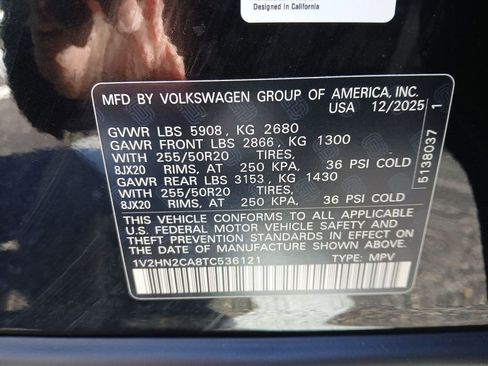 Designed in California
MFD BY VOLKSWAGEN GROUP OF AMERICA, INC.
USA 12/2025
GVWR LBS 5908, KG 2680
GAWR FRONT LBS 2866, KG 1300
WITH 255/50R20 TIRES,
8JX20 RIMS, AT 250 KPA, 36 PSI COLD
GAWR REAR LBS 3153, KG 1430
WITH 255/50R20 TIRES,
8JX20 RIMS, AT 250 KPA, 36 PSI COLD
THIS VEHICLE CONFORMS TO ALL APPLICABLE
U.S. FEDERAL MOTOR VEHICLE SAFETY AND
THEFT PREVENTION STANDARDS IN EFFECT ON
THE DATE OF MANUFACTURE SHOWN ABOVE.
1V2HN2CA8TC536121 TYPE: MPV
5138037 1